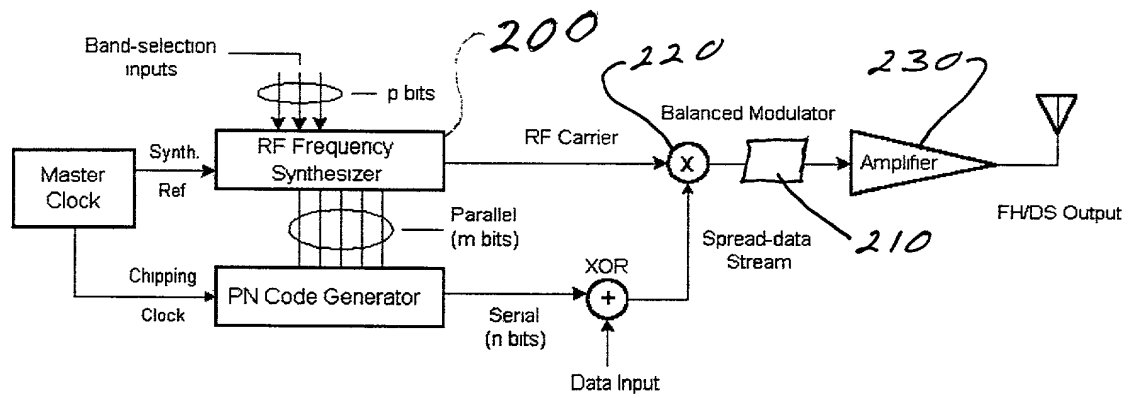 200
220
230
Band-selection
inputs
p bits
Balanced Modulator
Synth.
Ref
RF Frequency
Synthesizer
RF Carrier
X
Amplifier
Master
Clock
FH/DS Output
Parallel
(m bits)
210
Spread-data
Stream
Chipping
Clock
PN Code Generator
XOR
+
Serial
(n bits)
Data Input